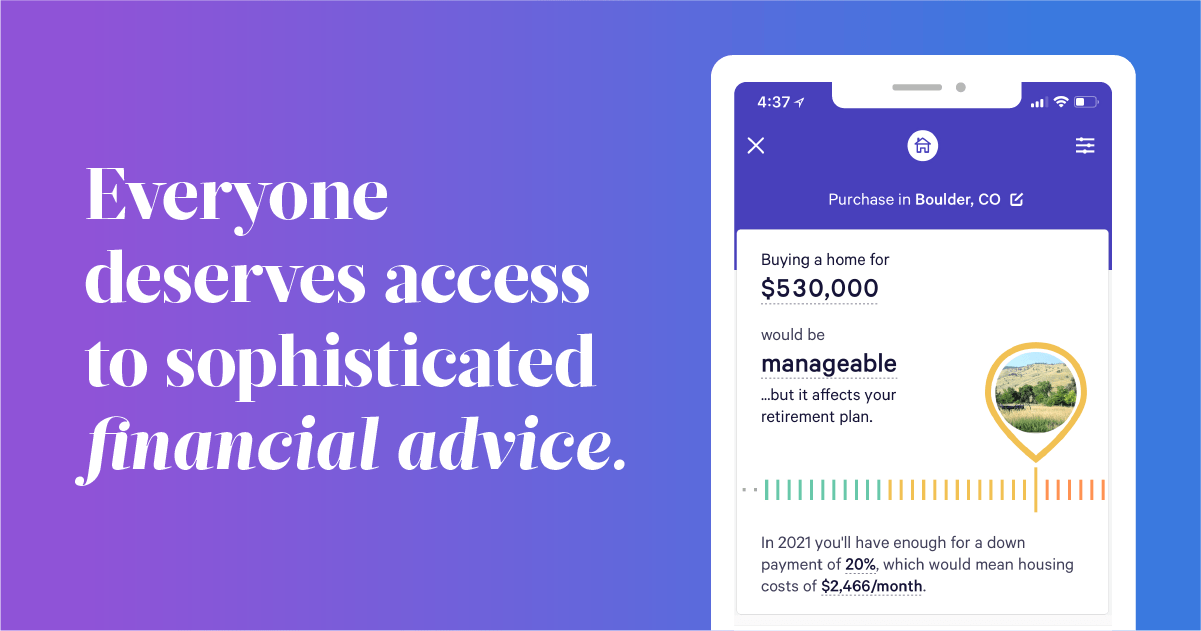 Everyone
deserves access
to sophisticated
financial advice.
4:37
Purchase in Boulder, CO
Buying a home for
$530,000
would be
manageable
...but it affects your
retirement plan.
In 2021 you'll have enough for a down
payment of 20%, which would mean housing
costs of $2,466/month.